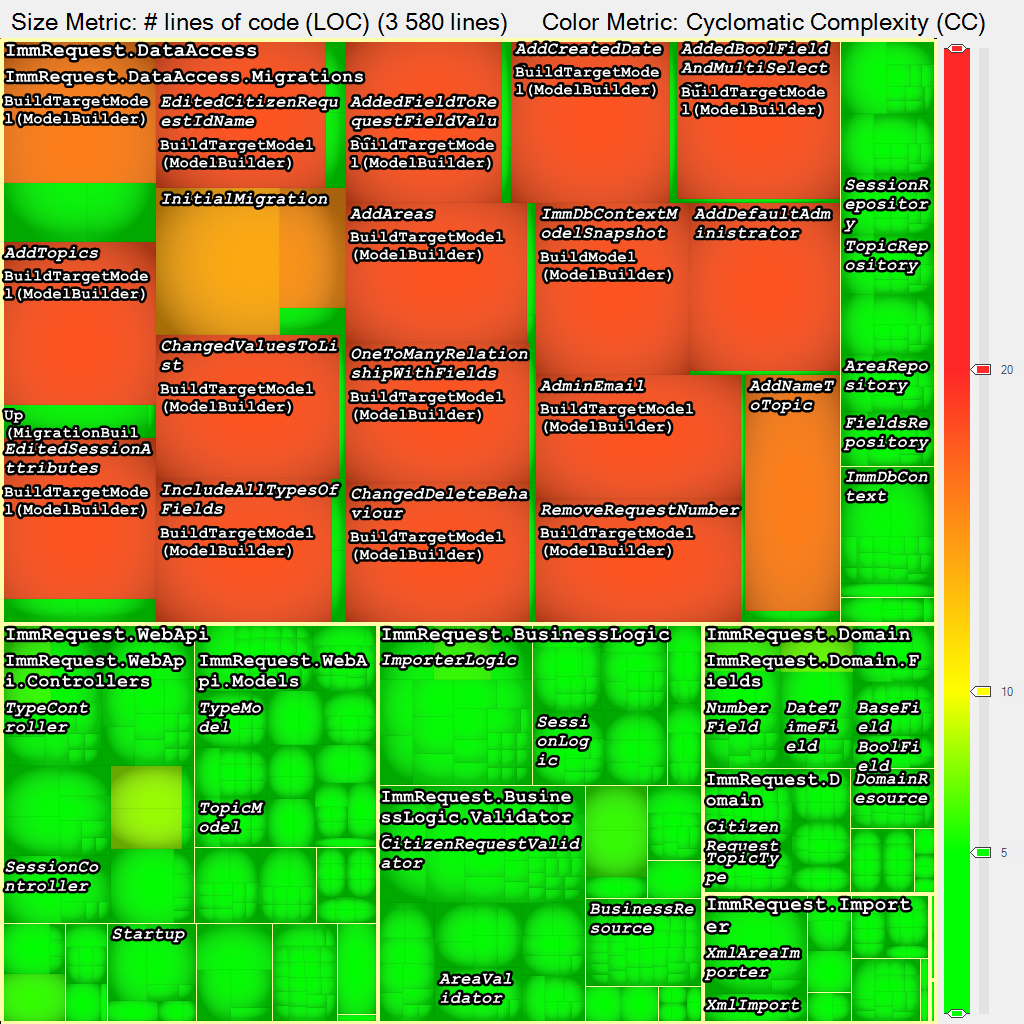 Size Metric: # lines of code (LOC) (3 580 lines)
Color Metric: Cyclomatic Complexity (CC)
ImmRequest.DataAccess
ImmRequest.DataAccess.Migrations
BuildTargetMode
l(ModelBuilder)
EditedCitizenRequ
estIdName
BuildTargetModel
(ModelBuilder)
AddedFieldToRe
questFieldValu
BuildTargetMode
l(ModelBuilder)
AddCreatedDate
BuildTargetMode
l(ModelBuilder)
AddedBoolField
AndMultiSelect
BuildTargetMode
l(ModelBuilder)
InitialMigration
AddTopics
BuildTargetMode
l(ModelBuilder)
AddAreas
BuildTargetModel
(ModelBuilder)
ImmDbContextM
odelSnapshot
BuildModel
(ModelBuilder)
AddDefaultAdm
inistrator
SessionR
epositor
y
TopicRep
ository
AreaRepo
sitory
FieldsRe
pository
ImmDbCon
text
ChangedValuesToLi
st
BuildTargetModel
(ModelBuilder)
OneToManyRelation
shipWithFields
BuildTargetModel
(ModelBuilder)
AdminEmail
BuildTargetModel
(ModelBuilder)
AddNameT
oTopic
Up
(MigrationBuil
EditedSessionA
ttributes
BuildTargetMode
l(ModelBuilder)
IncludeAllTypesOf
Fields
BuildTargetModel
(ModelBuilder)
ChangedDeleteBeha
viour
BuildTargetModel
(ModelBuilder)
RemoveRequestNumber
BuildTargetModel
(ModelBuilder)
20
10
5
ImmRequest.WebApi
ImmRequest.WebAp
i.Controllers
TypeCont
roller
SessionCo
ntroller
ImmRequest.WebA
pi.Models
TypeMo
del
TopicM
odel
Startup
ImmRequest.BusinessLogic
ImporterLogic
Sessi
onLog
ic
ImmRequest.Busine
ssLogic.Validator
CitizenRequestValid
ator
AreaVal
idator
BusinessRe
source
ImmRequest.Domain
ImmRequest.Domain.F
ields
Number
Field
DateT
imeFi
eld
BaseFi
eld
BoolFi
eld
ImmRequest.D
omain
Citizen
Request
TopicTy
pe
DomainR
esource
ImmRequest.Import
er
XmlAreaIm
porter
XmlImport